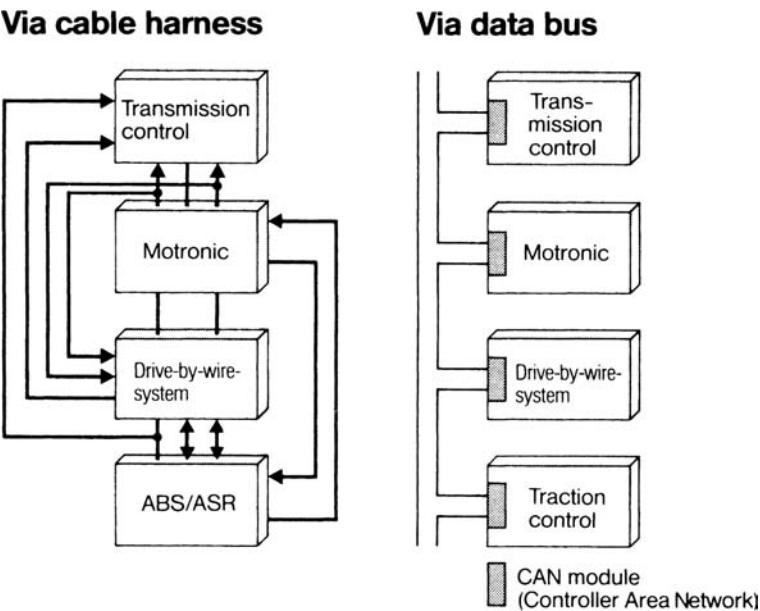 Via cable harness
Transmission
control
Motronic
Drive-by-wire-
system
ABS/ASR
Via data bus
Trans-
mission
control
Motronic
Drive-by-wire-
system
Traction
control
CAN module
(Controller Area Network)